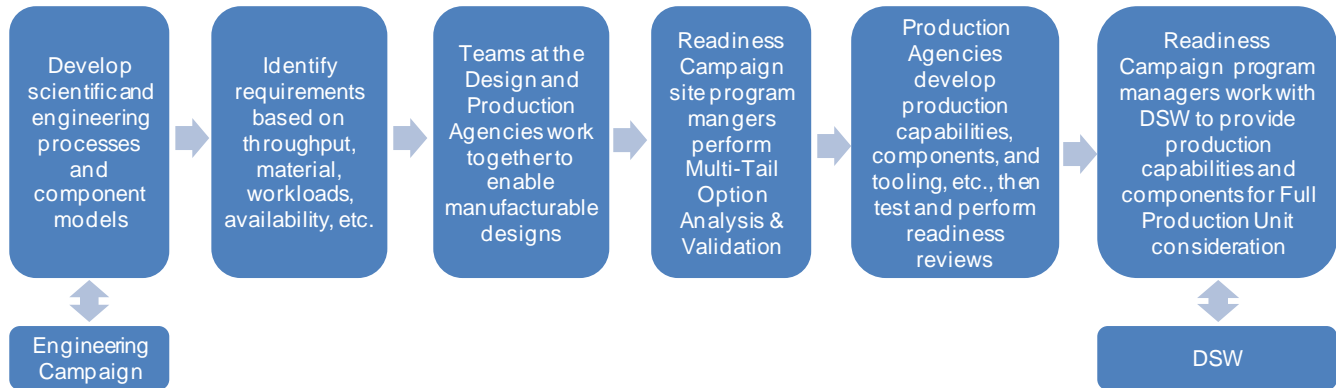 Develop
scientific and
engineering
processes
and
component
models
Identify
requirements
based on
throughput,
material,
workloads,
availability, etc.
Teams at the
Design and
Production
Agencies work
together to
enable
manufacturable
designs
Readiness
Campaign
site program
mangers
perform
Multi-Tail
Option
Analysis &
Validation
Production
Agencies
develop
production
capabilities,
components, and
tooling, etc., then
test and perform
readiness
reviews
Readiness
Campaign program
managers work with
DSW to provide
production
capabilities and
components for Full
Production Unit
consideration
Engineering
Campaign
DSW